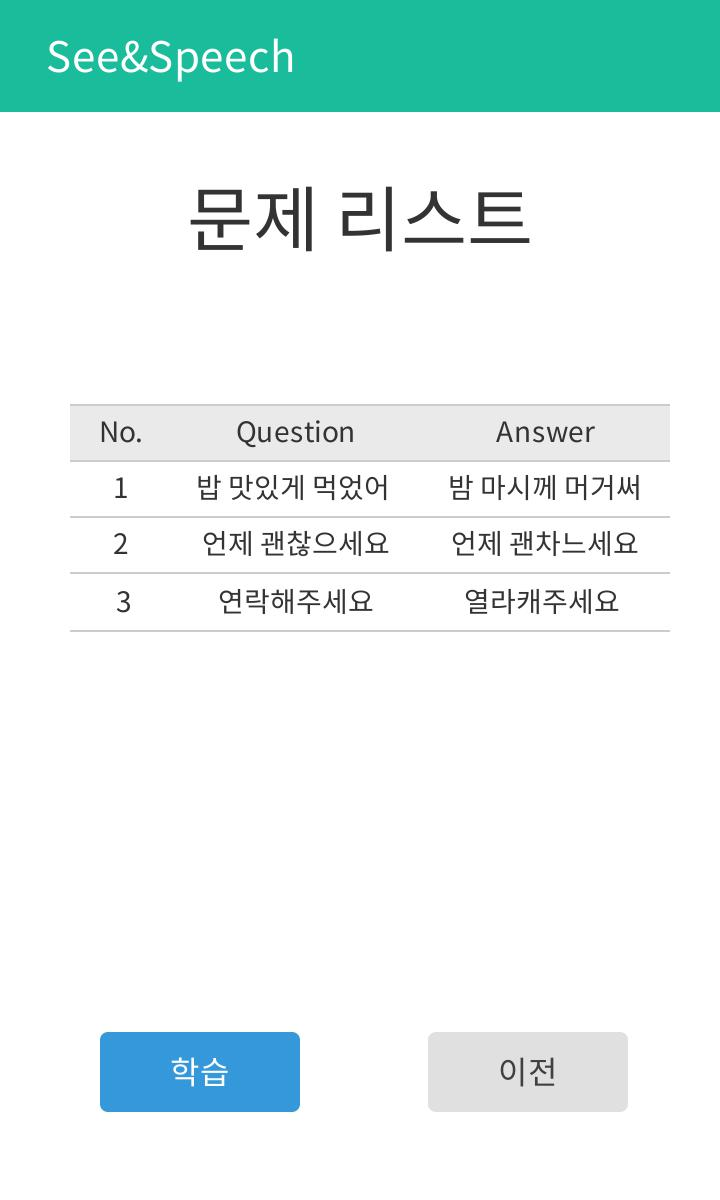 See&Speech
문제 리스트
No. Question Answer
1 밥 맛있게 먹었어 밤 마시께 머거써
2 언제 괜찮으세요 언제 괜차느세요
3 연락해주세요 열라캐주세요
학습 이전